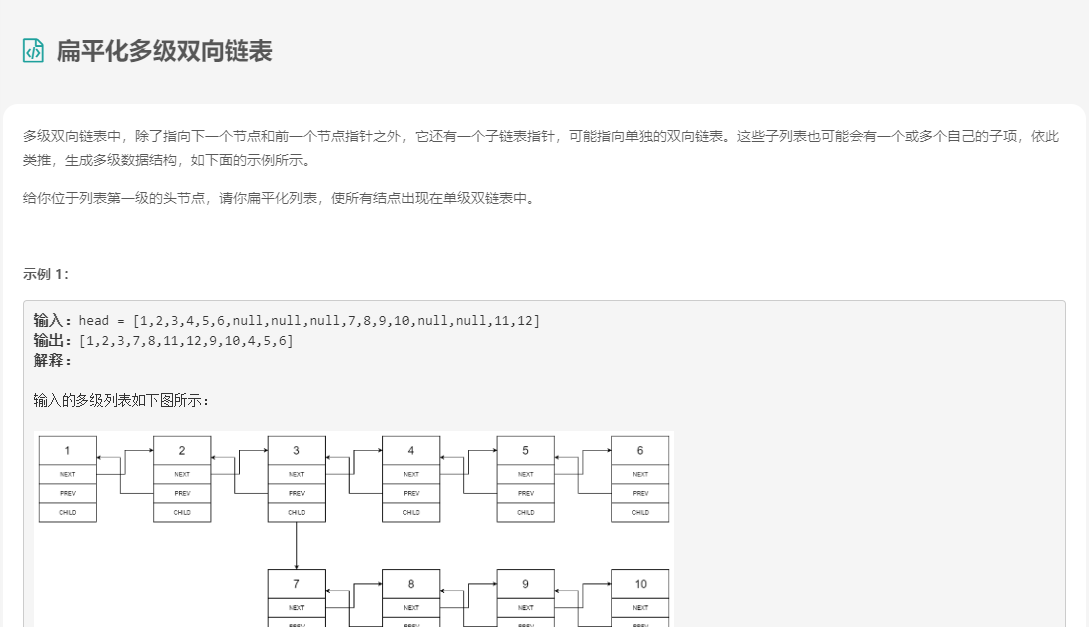 扁平化多级双向链表
多级双向链表中，除了指向下一个节点和前一个节点指针之外，它还有一个子链表指针，可能指向单独的双向链表。这些子列表也可能会有一个或多个自己的子项，依此
类推，生成多级数据结构，如下面的示例所示。
给你位于列表第一级的头节点，请你扁平化列表，使所有结点出现在单级双链表中。
示例 1：
输入：head = [1,2,3,4,5,6,null,null,null,7,8,9,10,null,null,11,12]
输出：[1,2,3,7,8,11,12,9,10,4,5,6]
解释：
输入的多级列表如下图所示：
1 2 3 4 5 6
NEXT NEXT NEXT NEXT NEXT NEXT
PREV PREV PREV PREV PREV PREV
CHILD CHILD CHILD CHILD CHILD CHILD
7 8 9 10
NEXT NEXT NEXT NEXT
PREV PREV PREV PREV